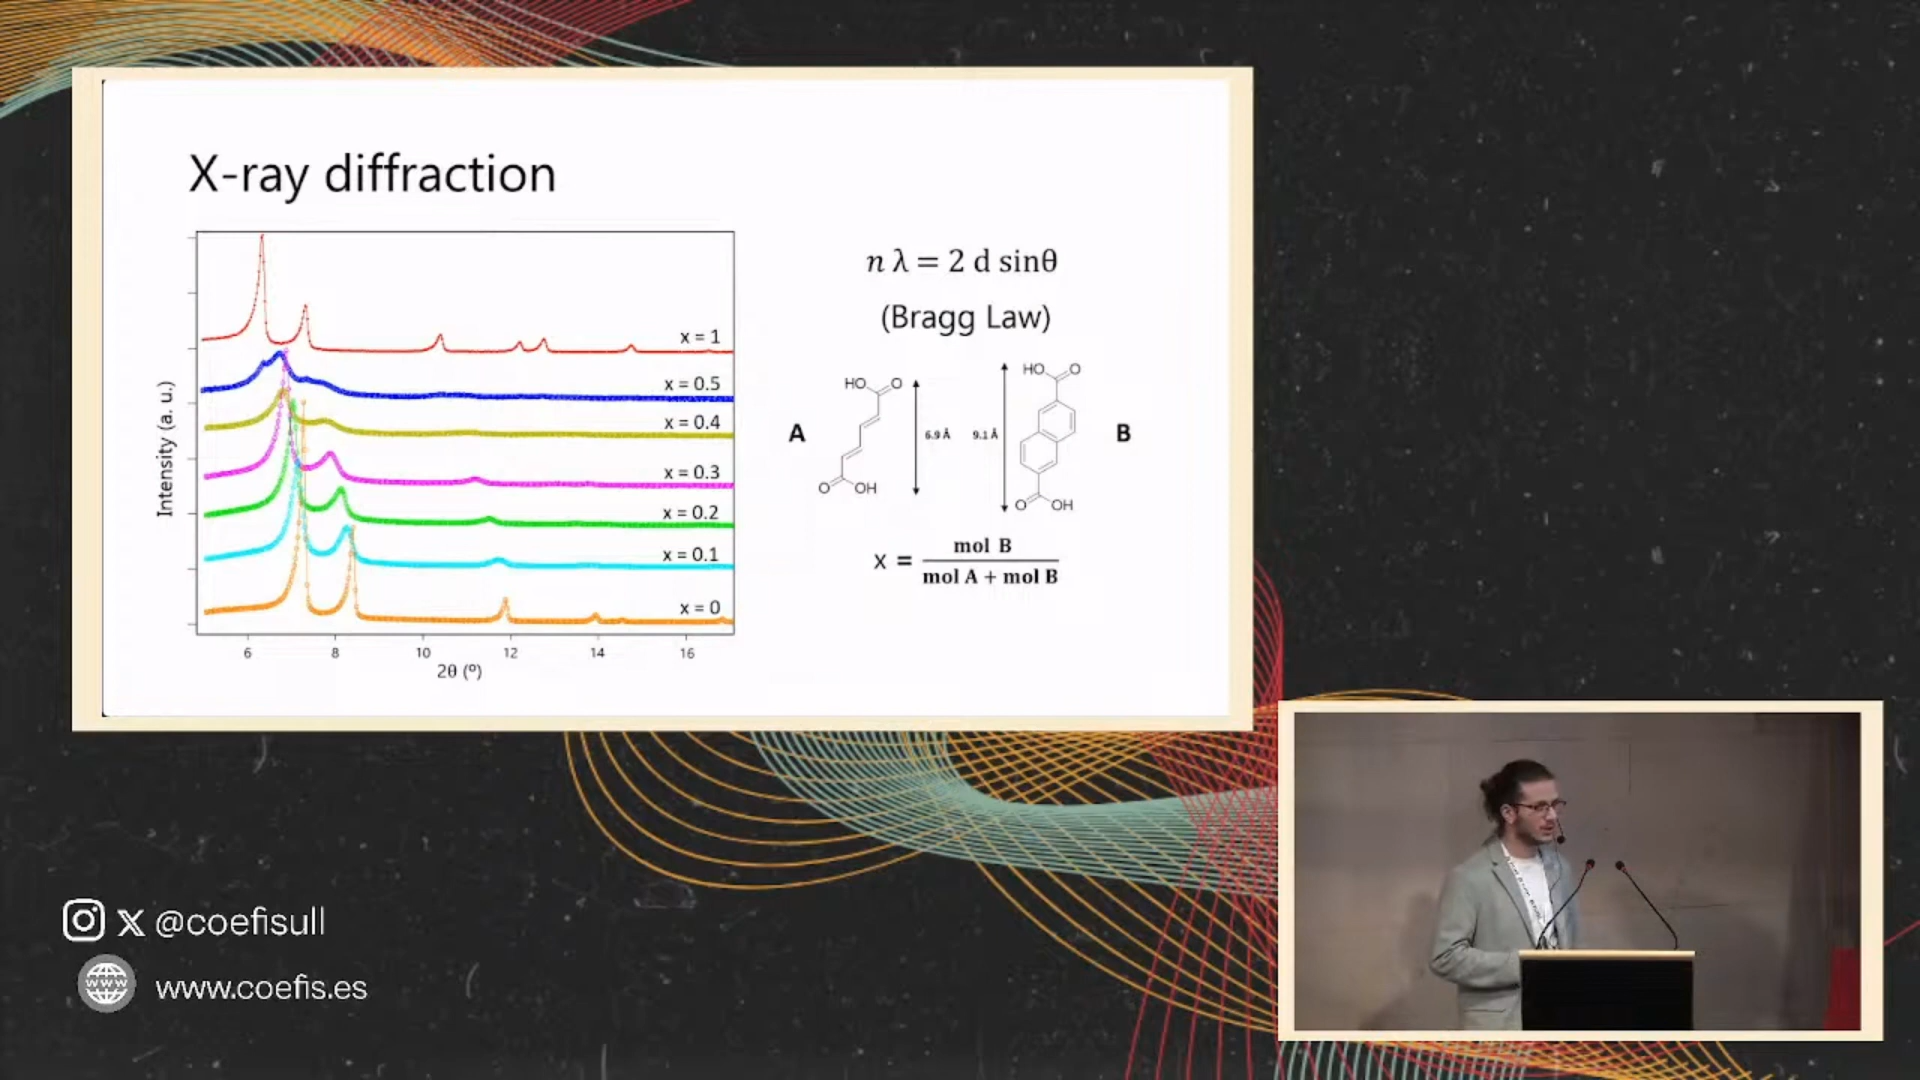 X-ray diffraction
Intensity (a. u.)
x = 1
x = 0.5
x = 0.4
x = 0.3
x = 0.2
x = 0.1
x = 0
6 8 10 12 14 16
2θ (º)
n λ = 2 d sinθ
(Bragg Law)
HO O
HO O
A
6.9 Å
9.1 Å
B
O OH
O OH
x = mol B
mol A + mol B
@coefisull
www
www.coefis.es